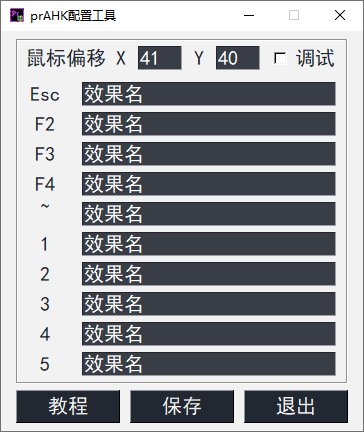 prAHK配置工具
鼠标偏移 X 41 Y 40 调试
Esc 效果名
F2 效果名
F3 效果名
F4 效果名
~ 效果名
1 效果名
2 效果名
3 效果名
4 效果名
5 效果名
教程 保存 退出